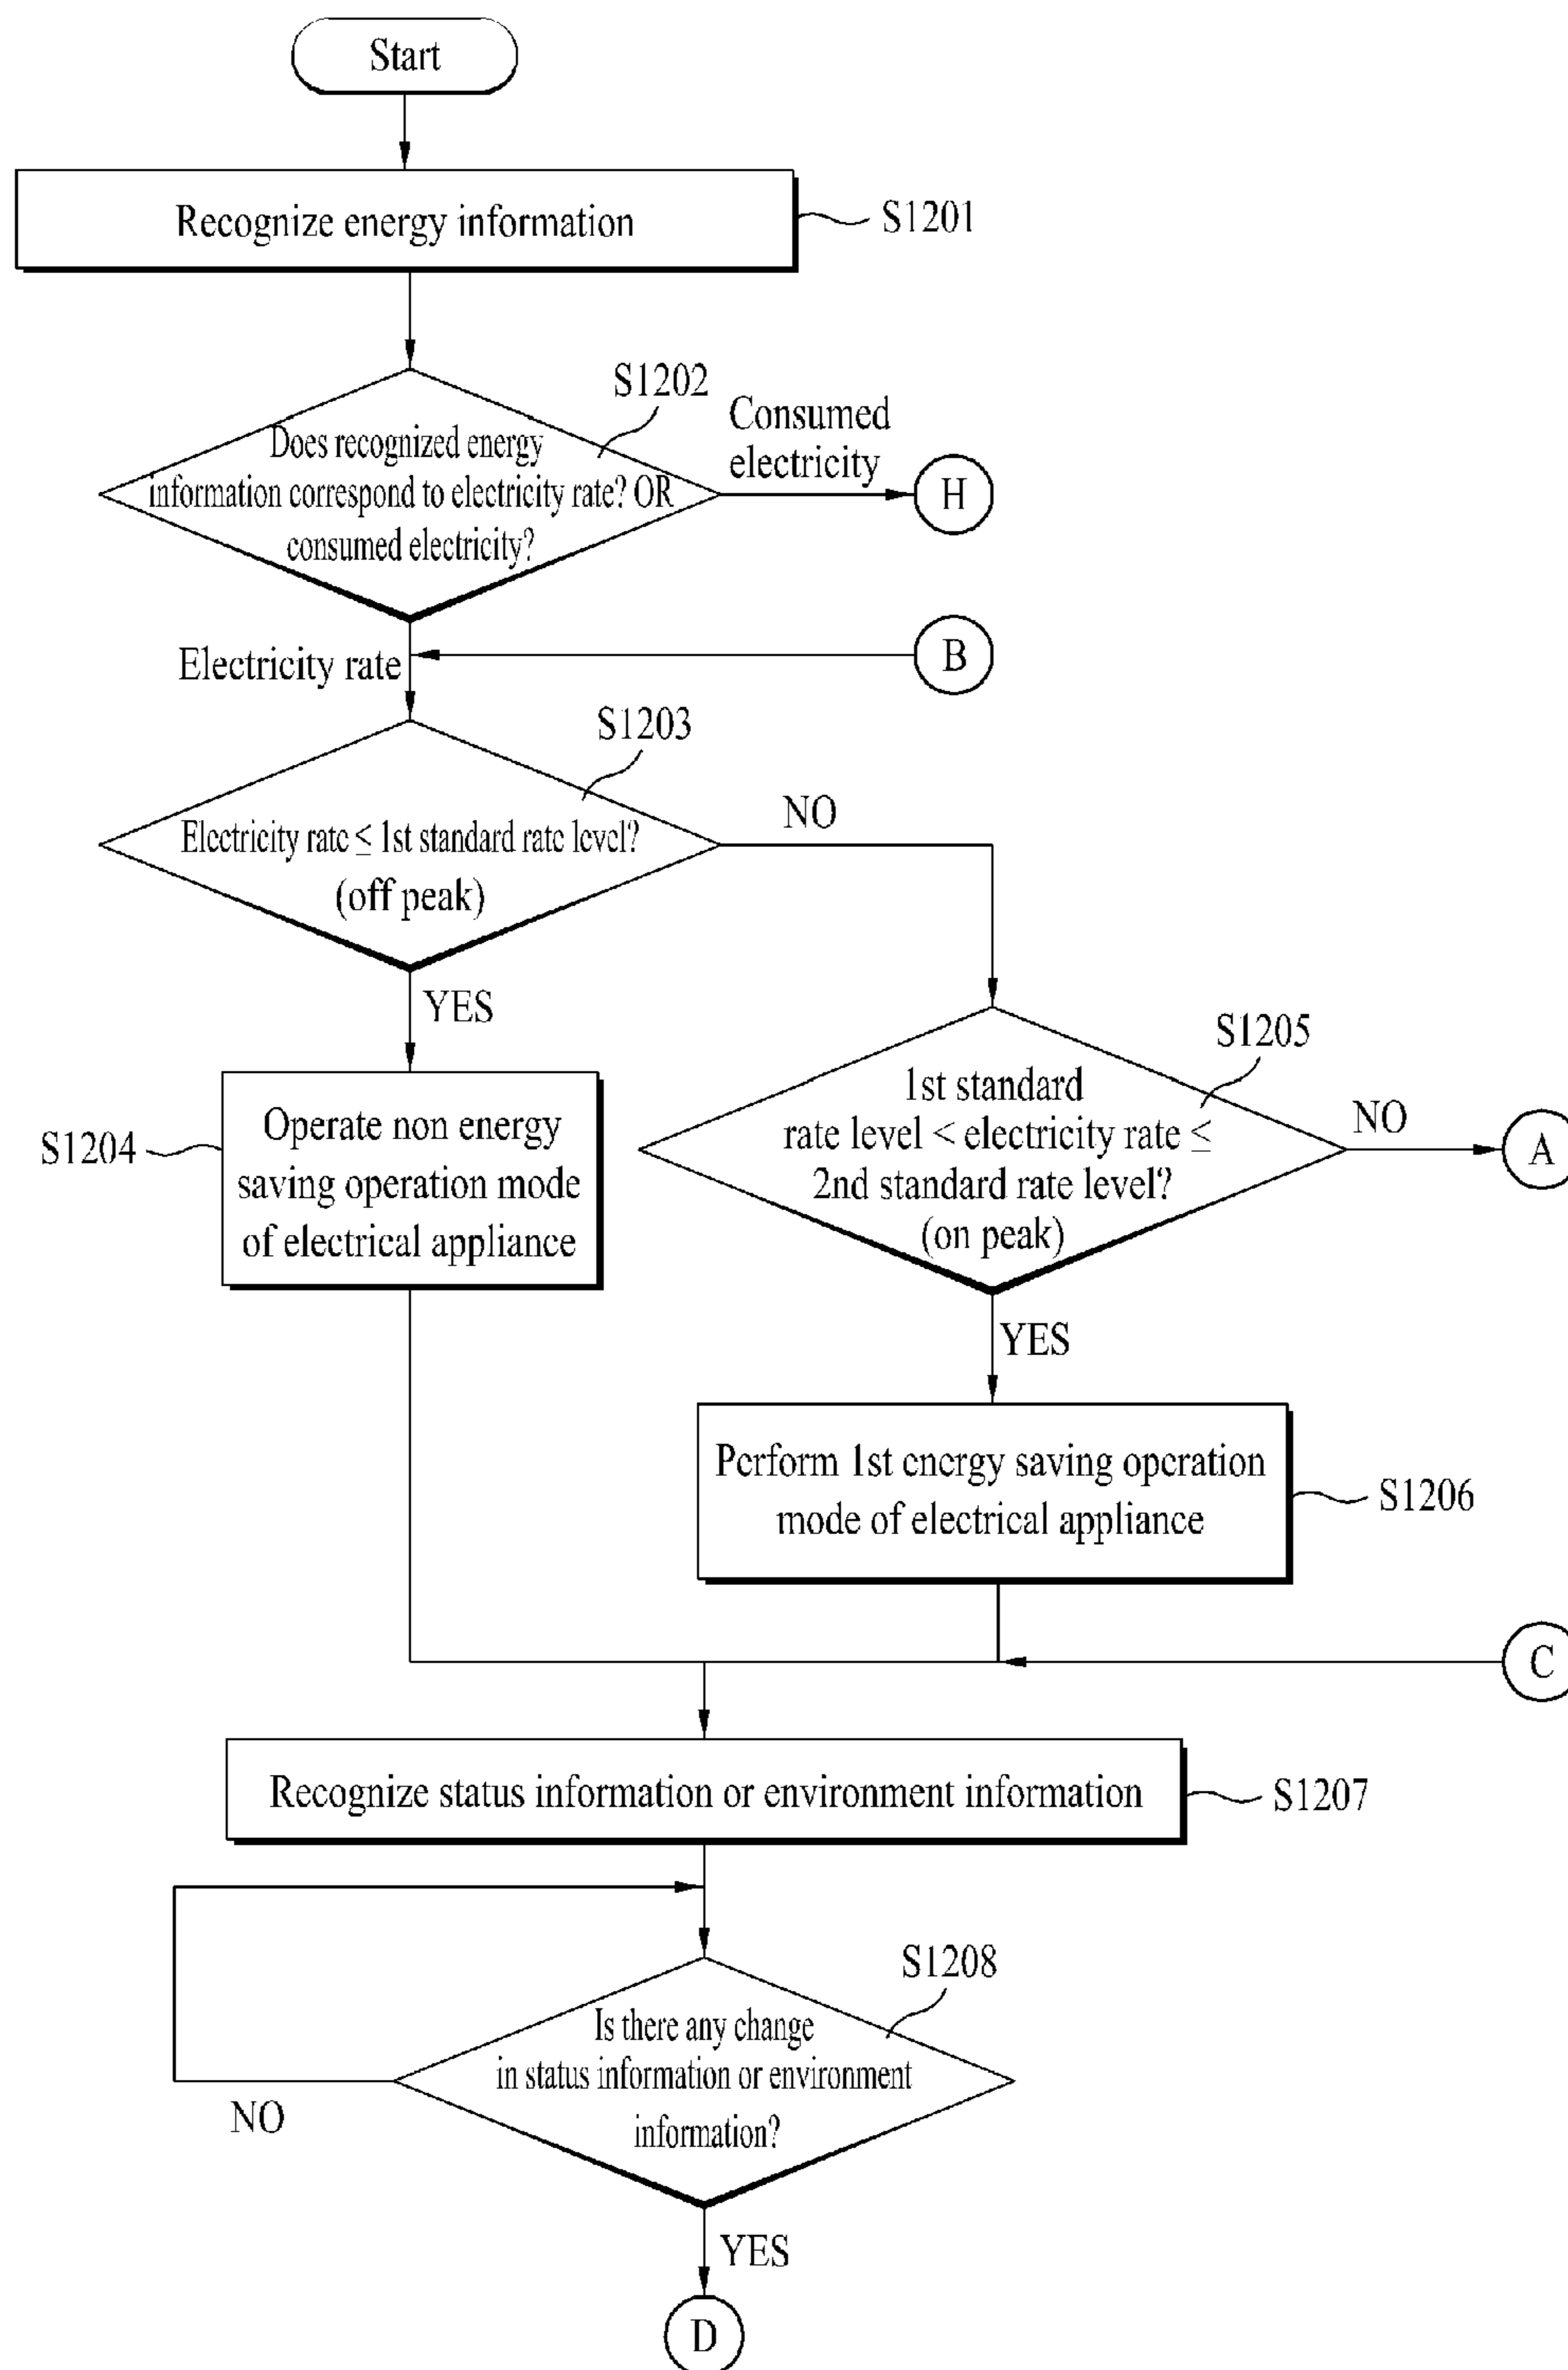 Start
Recognize energy information
S1201
S1202
Does recognized energy
information correspond to electricity rate? OR
consumed electricity?
Consumed
electricity
H
Electricity rate
B
S1203
Electricity rate ≤ 1st standard rate level?
(off peak)
NO
YES
S1204
Operate non energy
saving operation mode
of electrical appliance
S1205
1st standard
rate level < electricity rate ≤
2nd standard rate level?
(on peak)
NO
A
YES
Perform 1st energy saving operation
mode of electrical appliance
S1206
C
Recognize status information or environment information
S1207
S1208
Is there any change
in status information or environment
information?
NO
YES
D